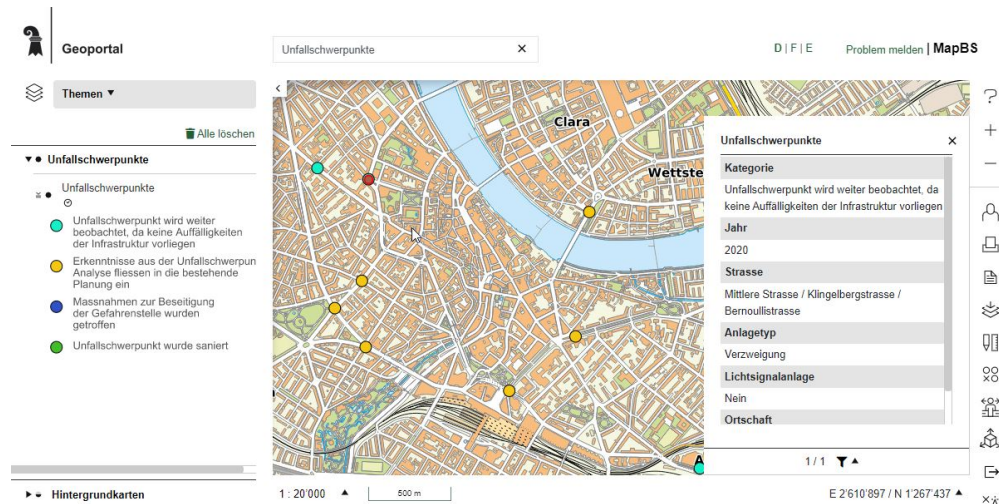 Geoportal
Unfallschwerpunkte
D | F | E
Problem melden | MapBS
Themen
Alle löschen
Unfallschwerpunkte
Unfallschwerpunkte
Unfallschwerpunkt wird weiter
beobachtet, da keine Auffälligkeiten
der Infrastruktur vorliegen
Erkenntnisse aus der Unfallschwerpun
Analyse fliessen in die bestehende
Planung ein
Massnahmen zur Beseitigung
der Gefahrenstelle wurden
getroffen
Unfallschwerpunkt wurde saniert
Hintergrundkarten
Clara
Wettste
A
Unfallschwerpunkte
Kategorie
Unfallschwerpunkt wird weiter beobachtet, da
keine Auffälligkeiten der Infrastruktur vorliegen
Jahr
2020
Strasse
Mittlere Strasse / Klingelbergstrasse /
Bernoullistrasse
Anlagetyp
Verzweigung
Lichtsignalanlage
Nein
Ortschaft
1 / 1
1 : 20'000
500 m
E 2'610'897 / N 1'267'437